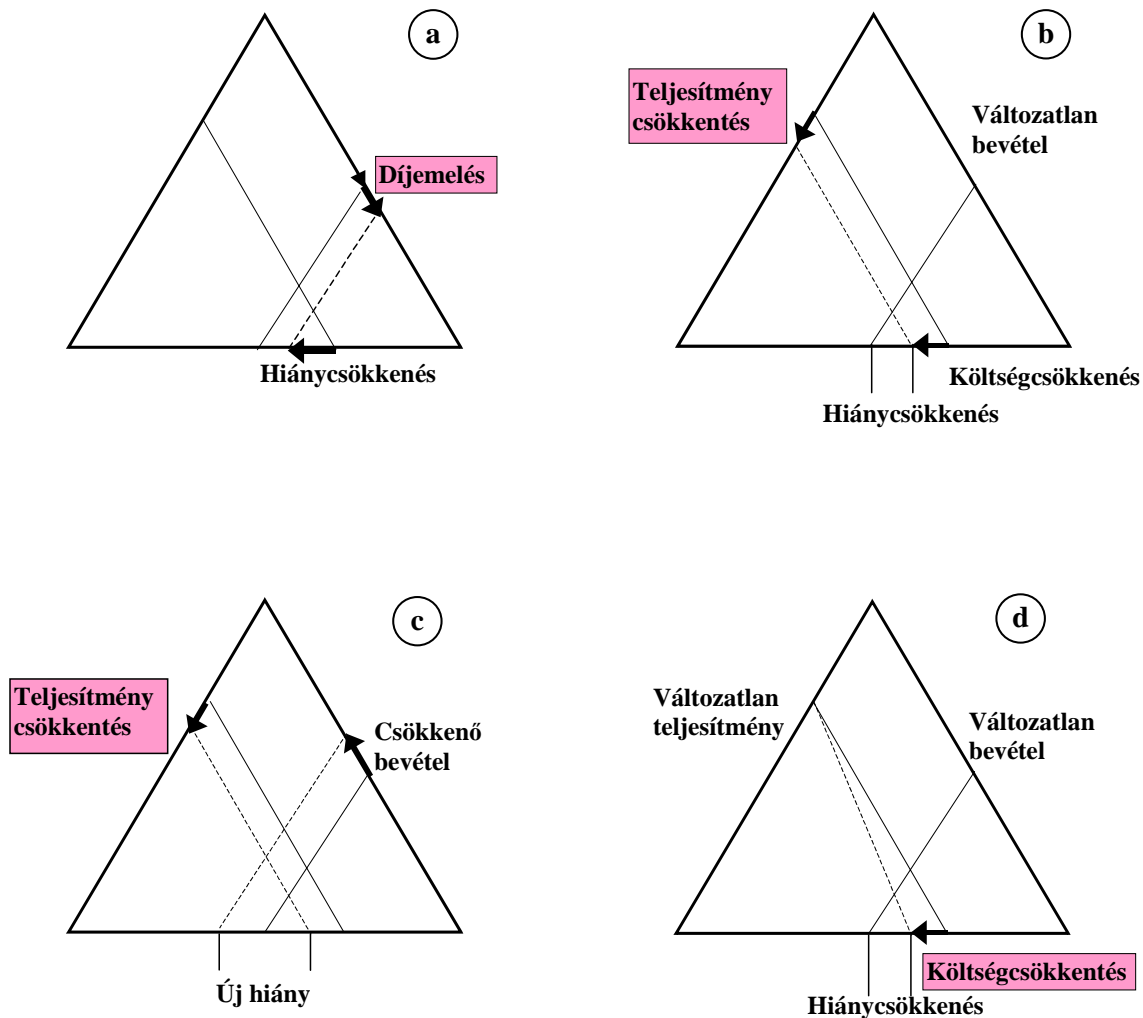 a
Díjemelés
Hiánycsökkenés
b
Teljesítmény
csökkentés
Változatlan
bevétel
Költségcsökkenés
Hiánycsökkenés
c
Teljesítmény
csökkentés
Csökkenő
bevétel
Új hiány
d
Változatlan
teljesítmény
Változatlan
bevétel
Költségcsökkentés
Hiánycsökkenés